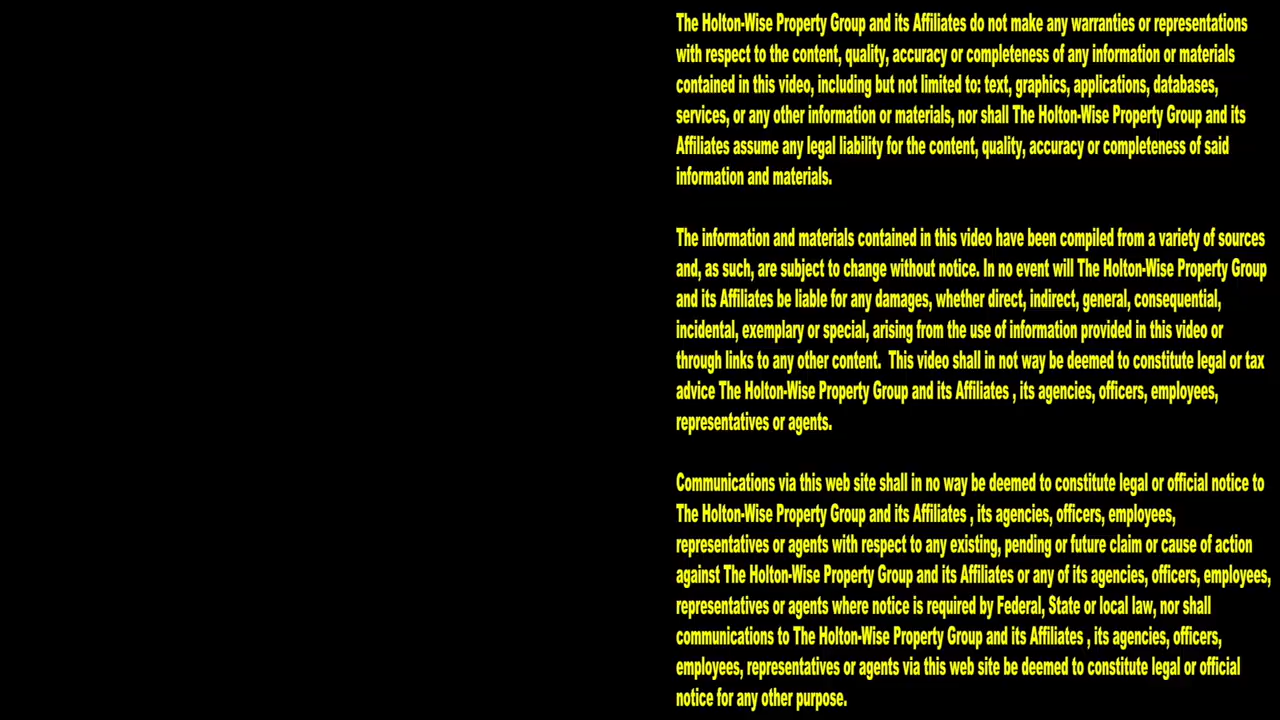 The Holton-Wise Property Group and its Affiliates do not make any warranties or representations
with respect to the content, quality, accuracy or completeness of any information or materials
contained in this video, including but not limited to: text, graphics, applications, databases,
services, or any other information or materials, nor shall The Holton-Wise Property Group and its
Affiliates assume any legal liability for the content, quality, accuracy or completeness of said
information and materials.
The information and materials contained in this video have been compiled from a variety of sources
and, as such, are subject to change without notice. In no event will The Holton-Wise Property Group
and its Affiliates be liable for any damages, whether direct, indirect, general, consequential,
incidental, exemplary or special, arising from the use of information provided in this video or
through links to any other content.  This video shall in not way be deemed to constitute legal or tax
advice The Holton-Wise Property Group and its Affiliates , its agencies, officers, employees,
representatives or agents.
Communications via this web site shall in no way be deemed to constitute legal or official notice to
The Holton-Wise Property Group and its Affiliates , its agencies, officers, employees,
representatives or agents with respect to any existing, pending or future claim or cause of action
against The Holton-Wise Property Group and its Affiliates or any of its agencies, officers, employees,
representatives or agents where notice is required by Federal, State or local law, nor shall
communications to The Holton-Wise Property Group and its Affiliates , its agencies, officers,
employees, representatives or agents via this web site be deemed to constitute legal or official
notice for any other purpose.